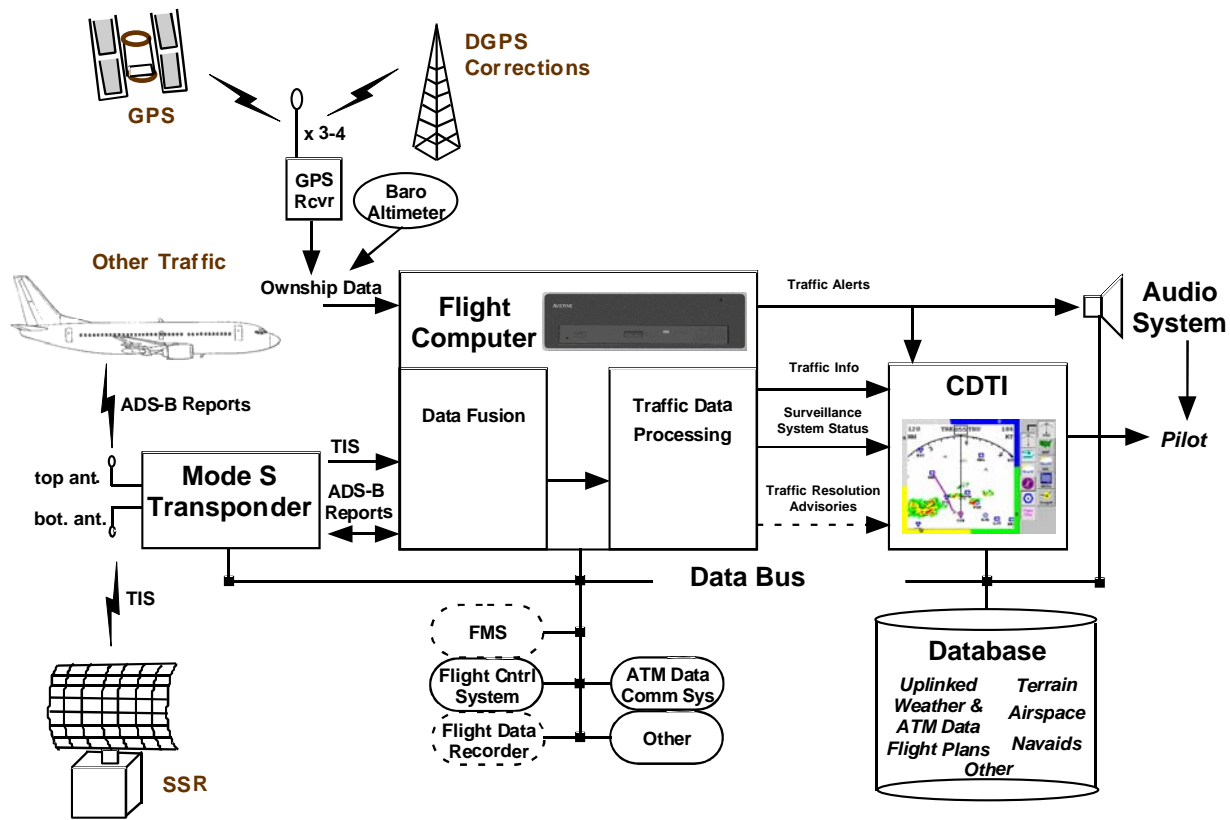 DGPS
Corrections
GPS
x 3-4
GPS
Rcvr
Baro
Altimeter
Other Traffic
Ownship Data
Flight
Computer
Traffic Alerts
Audio
System
Traffic Info
CDTI
Data Fusion
Traffic Data
Processing
Surveillance
System Status
Pilot
ADS-B Reports
TIS
top ant.
Mode S
Transponder
ADS-B
Reports
Traffic Resolution
Advisories
bot. ant.
Data Bus
TIS
FMS
Flight Cntrl
System
ATM Data
Comm Sys
Flight Data
Recorder
Other
Database
Uplinked
Weather &
ATM Data
Flight Plans
Terrain
Airspace
Navaids
Other
SSR